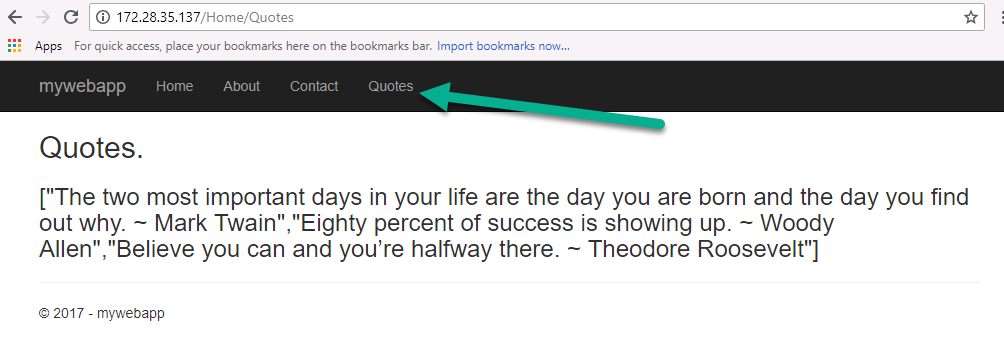 172.28.35.137/Home/Quotes
Apps For quick access, place your bookmarks here on the bookmarks bar. Import bookmarks now...
mywebapp Home About Contact Quotes
Quotes.
["The two most important days in your life are the day you are born and the day you find
out why. ~ Mark Twain","Eighty percent of success is showing up. ~ Woody
Allen","Believe you can and you’re halfway there. ~ Theodore Roosevelt"]
© 2017 - mywebapp